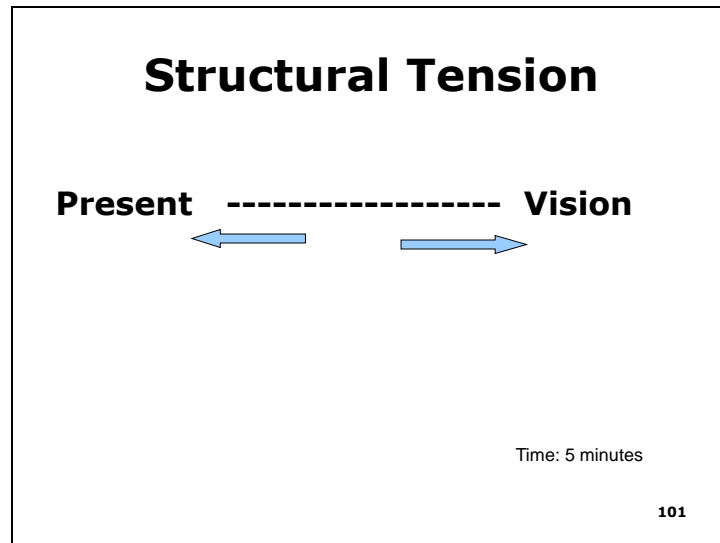 Structural Tension
Present ------------------ Vision
Time: 5 minutes
101